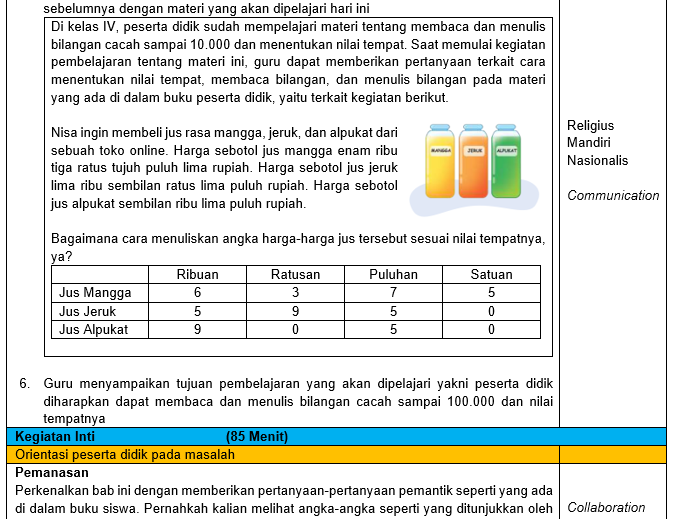 sebelumnya dengan materi yang akan dipelajari hari ini
Di kelas IV, peserta didik sudah mempelajari materi tentang membaca dan menulis
bilangan cacah sampai 10.000 dan menentukan nilai tempat. Saat memulai kegiatan
pembelajaran tentang materi ini, guru dapat memberikan pertanyaan terkait cara
menentukan nilai tempat, membaca bilangan, dan menulis bilangan pada materi
yang ada di dalam buku peserta didik, yaitu terkait kegiatan berikut.
Nisa ingin membeli jus rasa mangga, jeruk, dan alpukat dari
sebuah toko online. Harga sebotol jus mangga enam ribu
tiga ratus tujuh puluh lima rupiah. Harga sebotol jus jeruk
lima ribu sembilan ratus lima puluh rupiah. Harga sebotol
jus alpukat sembilan ribu lima puluh rupiah.
MANGGA JERUK ALPUKAT
Bagaimana cara menuliskan angka harga-harga jus tersebut sesuai nilai tempatnya,
ya?
Ribuan Ratusan Puluhan Satuan
Jus Mangga 6 3 7 5
Jus Jeruk 5 9 5 0
Jus Alpukat 9 0 5 0
Religius
Mandiri
Nasionalis
Communication
6. Guru menyampaikan tujuan pembelajaran yang akan dipelajari yakni peserta didik
diharapkan dapat membaca dan menulis bilangan cacah sampai 100.000 dan nilai
tempatnya
Kegiatan Inti (85 Menit)
Orientasi peserta didik pada masalah
Pemanasan
Perkenalkan bab ini dengan memberikan pertanyaan-pertanyaan pemantik seperti yang ada
di dalam buku siswa. Pernahkah kalian melihat angka-angka seperti yang ditunjukkan oleh
Collaboration